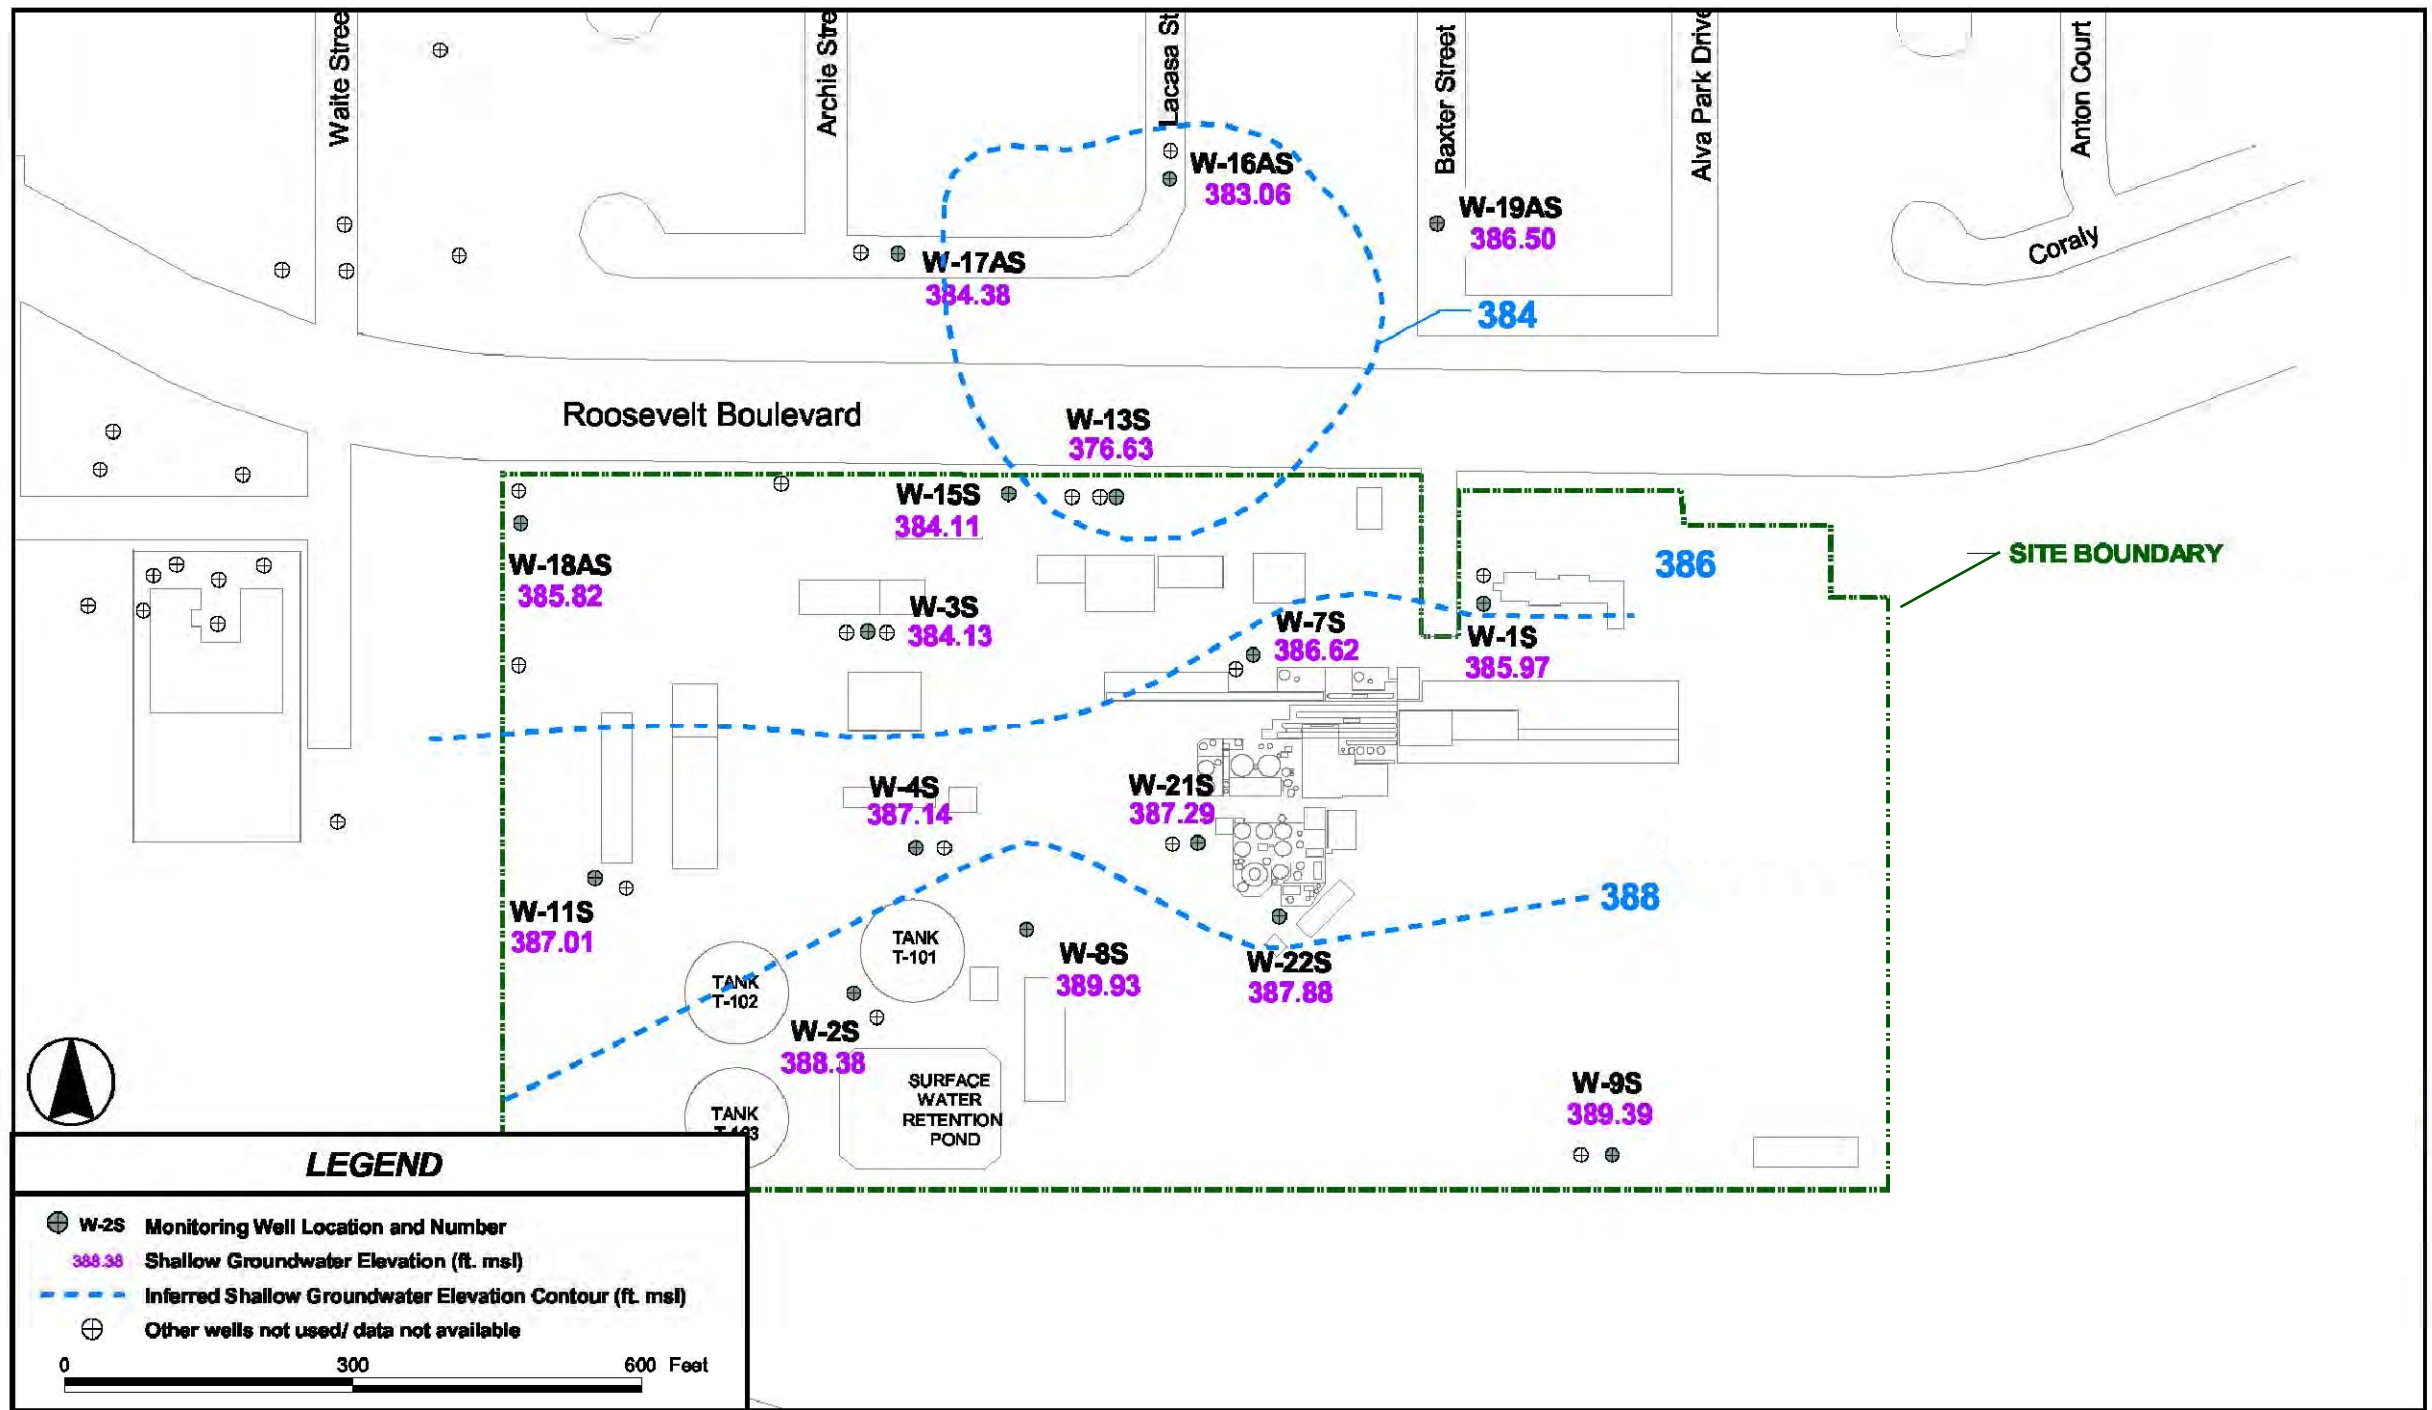 Waite Stree
Archie Stre
Lacasa St
Baxter Street
Alva Park Drive
Anton Court
Coraly
W-16AS
383.06
W-19AS
386.50
W-17AS
384.38
384
Roosevelt Boulevard
W-13S
376.63
W-15S
384.11
W-18AS
385.82
386
SITE BOUNDARY
W-3S
384.13
W-7S
386.62
W-1S
385.97
W-4S
387.14
W-21S
387.29
W-11S
387.01
388
TANK
T-101
W-8S
389.93
W-22S
387.88
TANK
T-102
W-2S
388.38
SURFACE
WATER
RETENTION
POND
W-9S
389.39
TANK
T-103
LEGEND
W-2S Monitoring Well Location and Number
388.38 Shallow Groundwater Elevation (ft. msl)
Inferred Shallow Groundwater Elevation Contour (ft. msl)
Other wells not used/ data not available
0 300 600 Feet